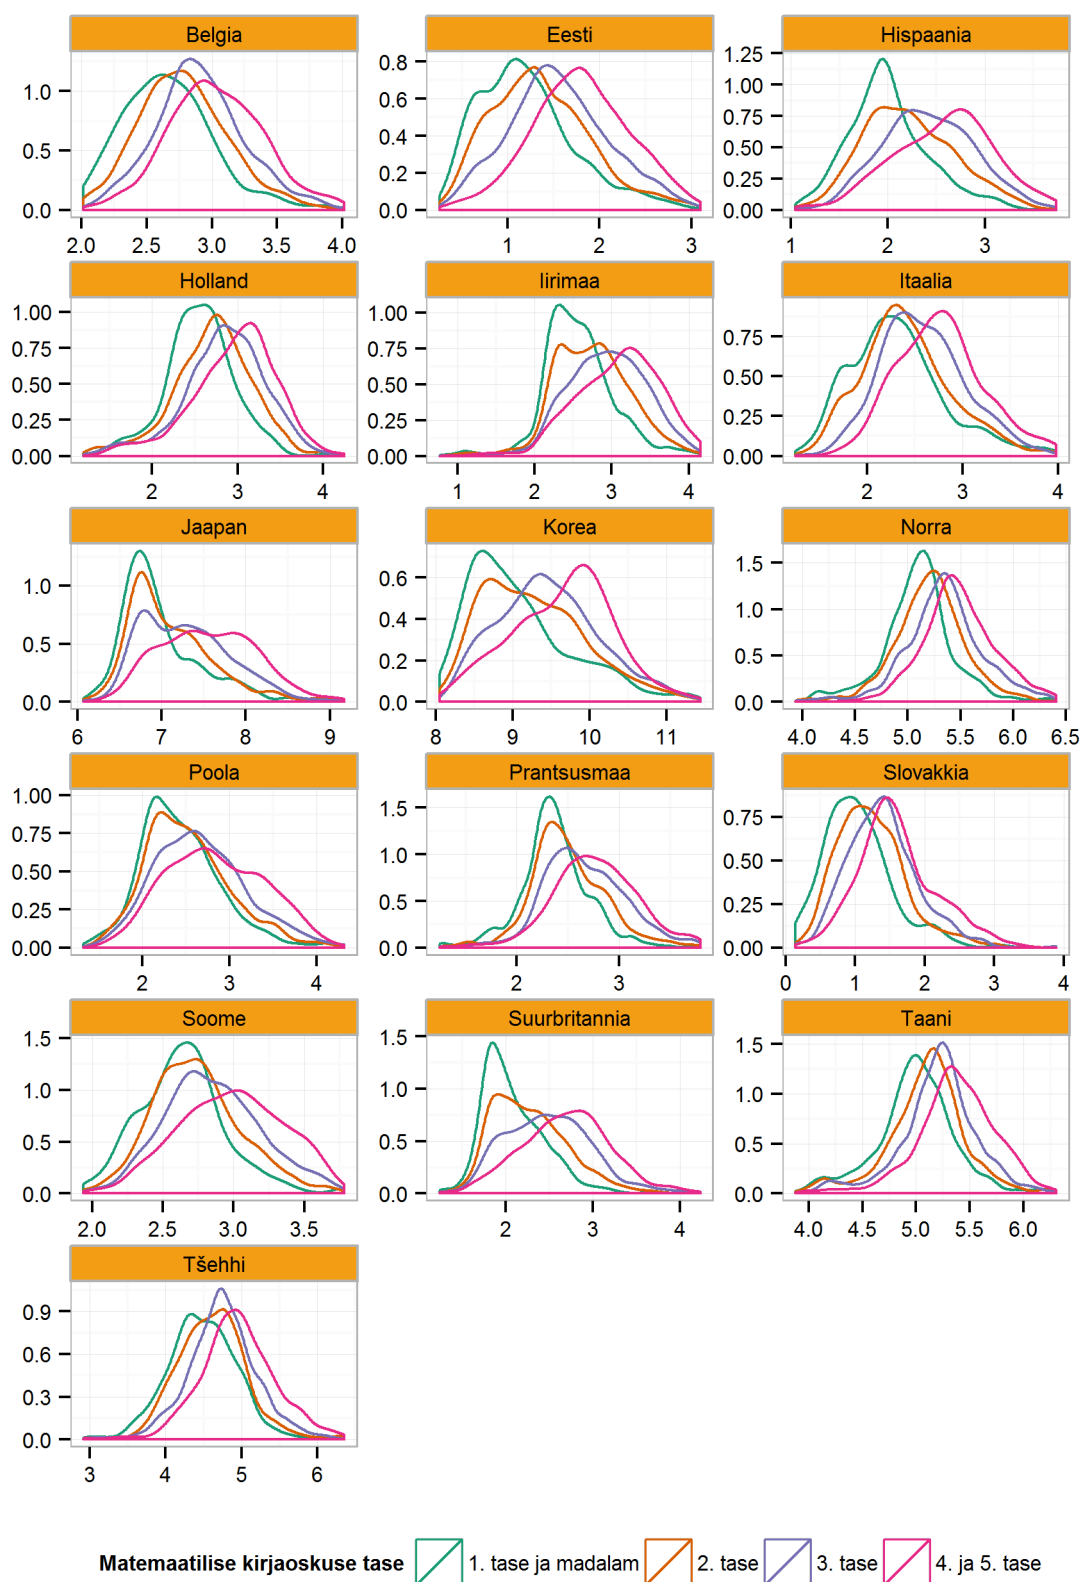 Belgia Eesti Hispaania
1.0 0.5 0.0
2.0 2.5 3.0 3.5 4.0
0.8 0.6 0.4 0.2 0.0
1 2 3
1.25 1.00 0.75 0.50 0.25 0.00
1 2 3
Holland Iirimaa Itaalia
1.00 0.75 0.50 0.25 0.00
2 3 4
1.00 0.75 0.50 0.25 0.00
1 2 3 4
0.75 0.50 0.25 0.00
2 3 4
Jaapan Korea Norra
1.0 0.5 0.0
6 7 8 9
0.6 0.4 0.2 0.0
8 9 10 11
1.5 1.0 0.5 0.0
4.0 4.5 5.0 5.5 6.0 6.5
Poola Prantsusmaa Slovakkia
1.00 0.75 0.50 0.25 0.00
2 3 4
1.5 1.0 0.5 0.0
2 3
0.75 0.50 0.25 0.00
0 1 2 3 4
Soome Suurbritannia Taani
1.5 1.0 0.5 0.0
2.0 2.5 3.0 3.5
1.5 1.0 0.5 0.0
2 3 4
1.5 1.0 0.5 0.0
4.0 4.5 5.0 5.5 6.0
Tšehhi
0.9 0.6 0.3 0.0
3 4 5 6
Matemaatilise kirjaoskuse tase 1. tase ja madalam 2. tase 3. tase 4. ja 5. tase